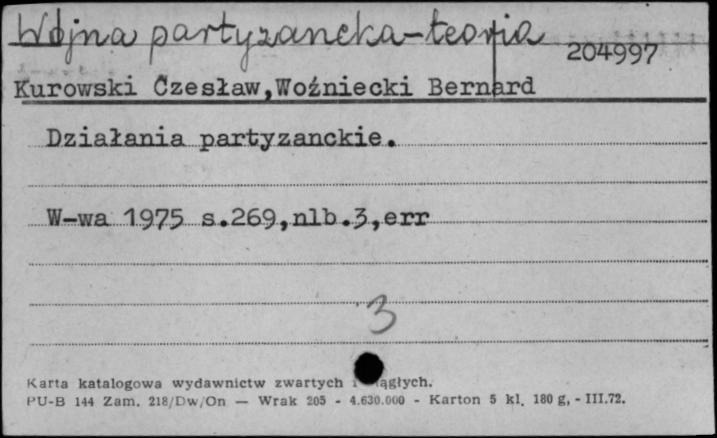 Wojna partyzancka-teoria
204997
Kurowski Czesław,Woźniecki Bernard
Działania partyzanckie.
W-wa 1975 s.269,nlb.3,err
3
Karta katalogowa wydawnictw zwartych i ciągłych.
PU-B 144 Zam. 218/Dw/On — Wrak 205 - 4.630.000 - Karton 5 kl. 180 g, - III.72.